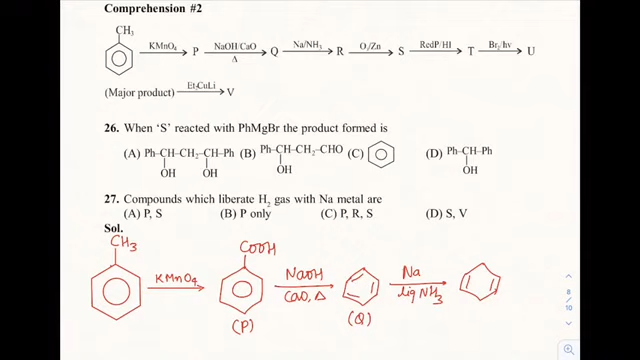 Comprehension #2
CH₃
KMnO₄ P NaOH/CaO Δ Q Na/NH₃ R O₃/Zn S RedP/HI T Br₂/hν U
(Major product) Et₂CuLi V
26. When 'S' reacted with PhMgBr the product formed is
(A) Ph–CH–CH₂–CH–Ph (B) Ph–CH–CH₂–CHO (C) (D) Ph–CH–Ph
OH OH OH OH
27. Compounds which liberate H₂ gas with Na metal are
(A) P, S (B) P only (C) P, R, S (D) S, V
Sol.
CH₃ COOH
KMnO₄ NaOH CaO, Δ Na liq NH₃
(P) (Q)
8
/
10